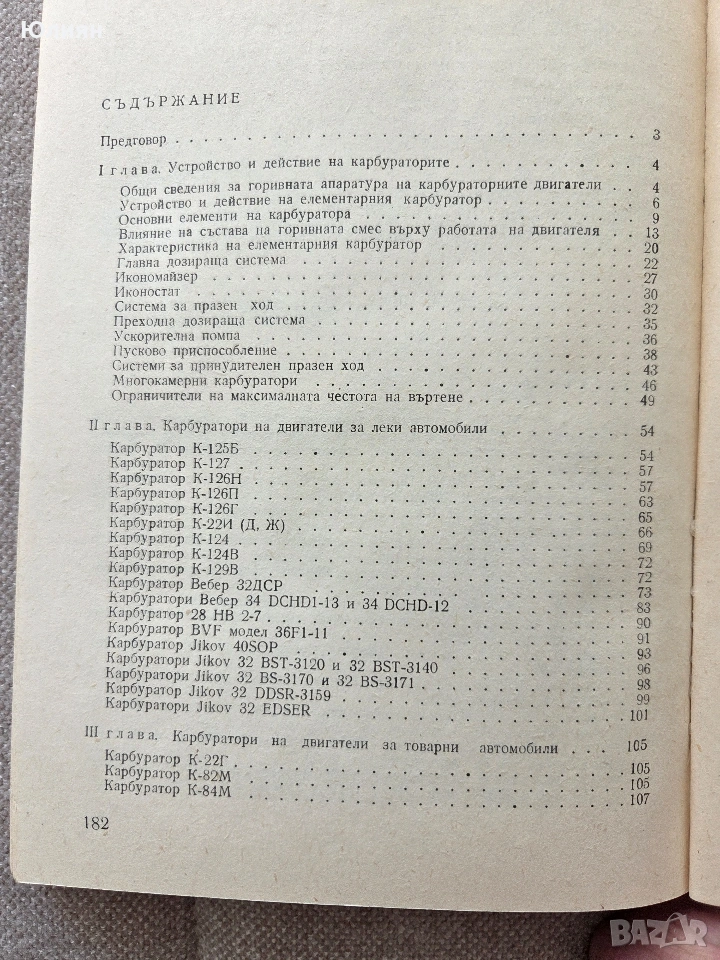 Юлиян
СЪДЪРЖАНИЕ
Предговор . . . . . . . . . . . . . . . . . . . . 3
I глава. Устройство и действие на карбураторите . . . . . . . . . 4
Общи сведения за горивната апаратура на карбураторните двигатели . . 4
Устройство и действие на елементарния карбуратор . . . . . . . . 6
Основни елементи на карбуратора . . . . . . . . . . . . . 9
Влияние на състава на горивната смес върху работата на двигателя . . 13
Характеристика на елементарния карбуратор . . . . . . . . . . 20
Главна дозираща система . . . . . . . . . . . . . . . . 22
Икономайзер . . . . . . . . . . . . . . . . . . . . 27
Иконостат . . . . . . . . . . . . . . . . . . . . . 30
Система за празен ход . . . . . . . . . . . . . . . . . 32
Преходна дозираща система . . . . . . . . . . . . . . . 35
Ускорителна помпа . . . . . . . . . . . . . . . . . . 36
Пусково приспособление . . . . . . . . . . . . . . . . 38
Системи за принудителен празен ход . . . . . . . . . . . . 43
Многокамерни карбуратори . . . . . . . . . . . . . . . 46
Ограничители на максималната честота на въртене . . . . . . . . 49
II глава. Карбуратори на двигатели за леки автомобили . . . . . . . 54
Карбуратор К-125Б . . . . . . . . . . . . . . . . . . 54
Карбуратор К-127 . . . . . . . . . . . . . . . . . . 57
Карбуратор К-126Н . . . . . . . . . . . . . . . . . . 57
Карбуратор К-126П . . . . . . . . . . . . . . . . . . 63
Карбуратор К-126Г . . . . . . . . . . . . . . . . . . 65
Карбуратор К-22И (Д, Ж) . . . . . . . . . . . . . . . . 66
Карбуратор К-124 . . . . . . . . . . . . . . . . . . 69
Карбуратор К-124В . . . . . . . . . . . . . . . . . . 72
Карбуратор К-129В . . . . . . . . . . . . . . . . . . 72
Карбуратор Вебер 32ДСР . . . . . . . . . . . . . . . . 73
Карбуратори Вебер 34 DCHD1-13 и 34 DCHD-12 . . . . . . . . . 83
Карбуратор 28 НВ 2-7 . . . . . . . . . . . . . . . . . 90
Карбуратор BVF модел 36F1-11 . . . . . . . . . . . . . . 91
Карбуратор Jikov 40SOP . . . . . . . . . . . . . . . . 93
Карбуратори Jikov 32 BST-3120 и 32 BST-3140 . . . . . . . . . 96
Карбуратори Jikov 32 BS-3170 и 32 BS-3171 . . . . . . . . . . 98
Карбуратор Jikov 32 DDSR-3159 . . . . . . . . . . . . . . 99
Карбуратори Jikov 32 EDSER . . . . . . . . . . . . . . . 101
III глава. Карбуратори на двигатели за товарни автомобили . . . 105
Карбуратор К-22Г . . . . . . . . . . . . . . . . . . 105
Карбуратор К-82М . . . . . . . . . . . . . . . . . . 105
Карбуратор К-84М . . . . . . . . . . . . . . . . . . 107
182
BAZAR